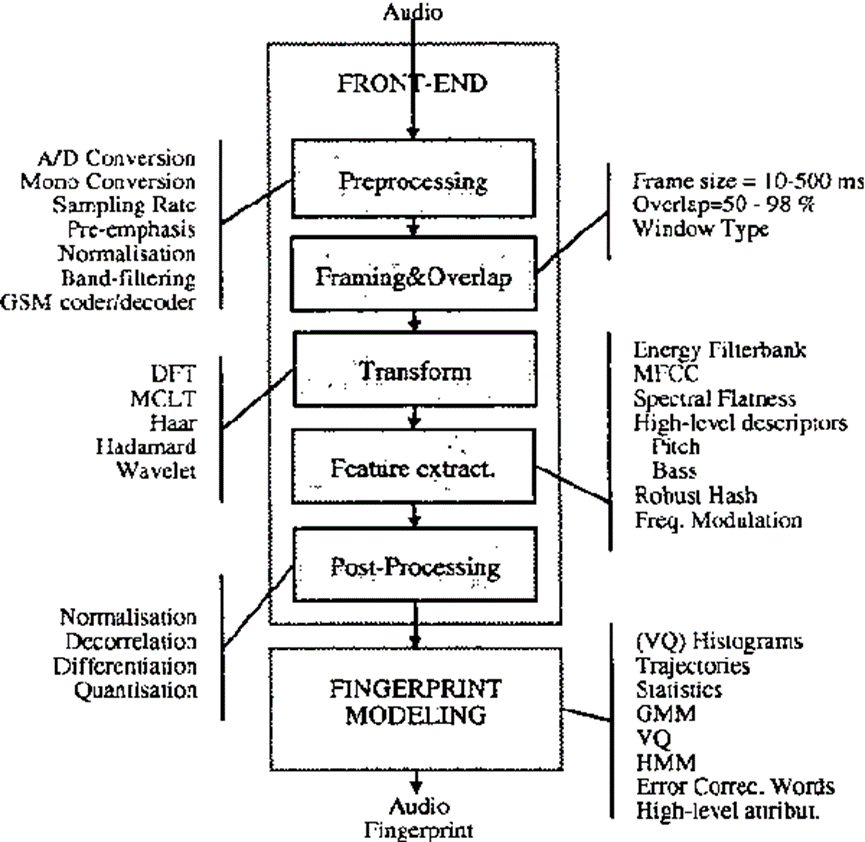 Audio
FRONT-END
A/D Conversion
Mono Conversion
Sampling Rate
Pre-emphasis
Normalisation
Band-filtering
GSM coder/decoder
Preprocessing
Frame size = 10-500 ms
Overlap=50 - 98 %
Window Type
Framing&Overlap
DFT
MCLT
Haar
Hadamard
Wavelet
Transform
Energy Filterbank
MFCC
Spectral Flatness
High-level descriptors
Pitch
Bass
Robust Hash
Freq. Modulation
Feature extract.
Post-Processing
Normalisation
Decorrelation
Differentiation
Quantisation
FINGERPRINT
MODELING
(VQ) Histograms
Trajectories
Statistics
GMM
VQ
HMM
Error Correc. Words
High-level attribut.
Audio
Fingerprint